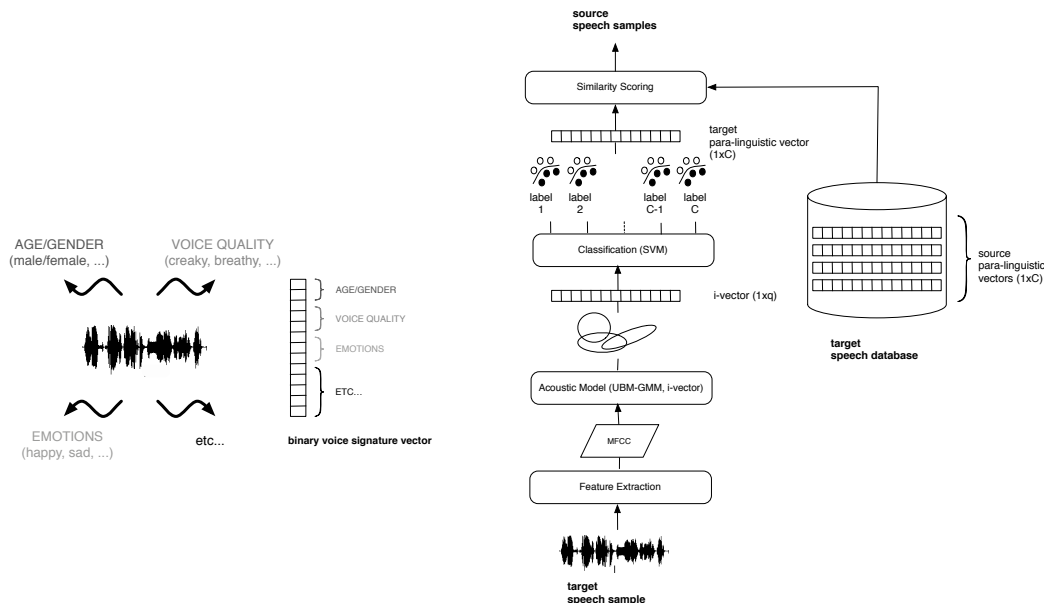 AGE/GENDER
(male/female, ...)
VOICE QUALITY
(creaky, breathy, ...)
EMOTIONS
(happy, sad, ...)
etc...
AGE/GENDER
VOICE QUALITY
EMOTIONS
ETC...
binary voice signature vector
source
speech samples
Similarity Scoring
target
para-linguistic vector
(1xC)
label
1
label
2
label
C-1
label
C
Classification (SVM)
i-vector (1xq)
Acoustic Model (UBM-GMM, i-vector)
MFCC
Feature Extraction
target
speech sample
source
para-linguistic
vectors (1xC)
target
speech database